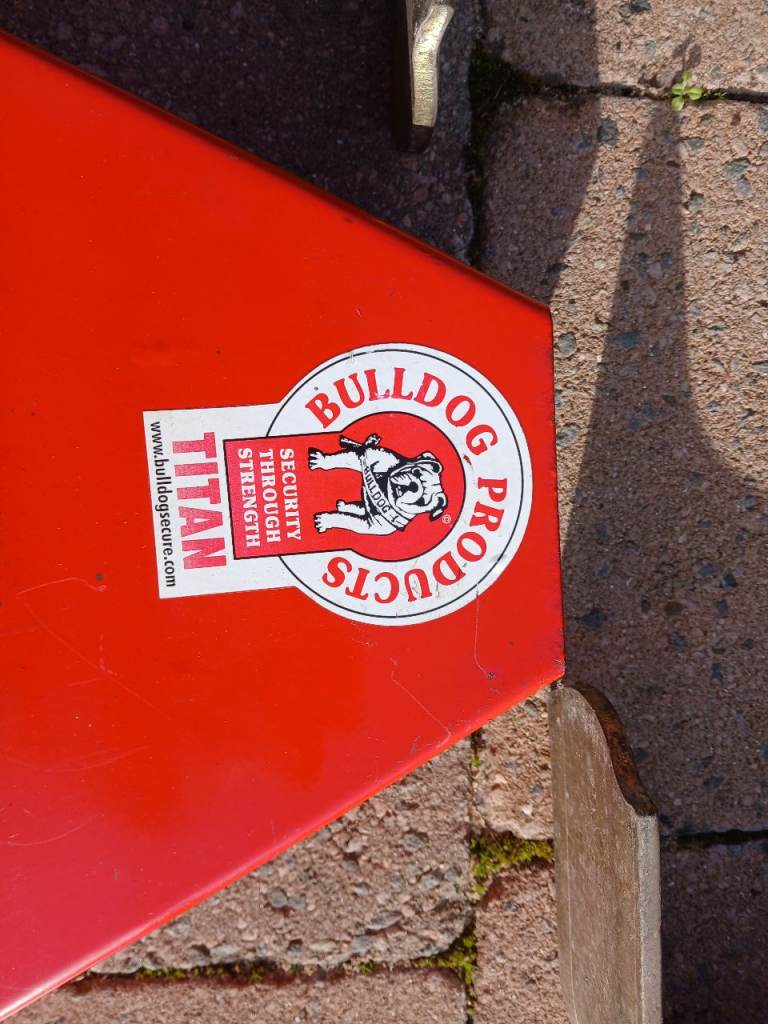 BULLDOG PRODUCTS
BULLDOG
©
SECURITY
THROUGH
STRENGTH
TITAN
www.bulldogsecure.com